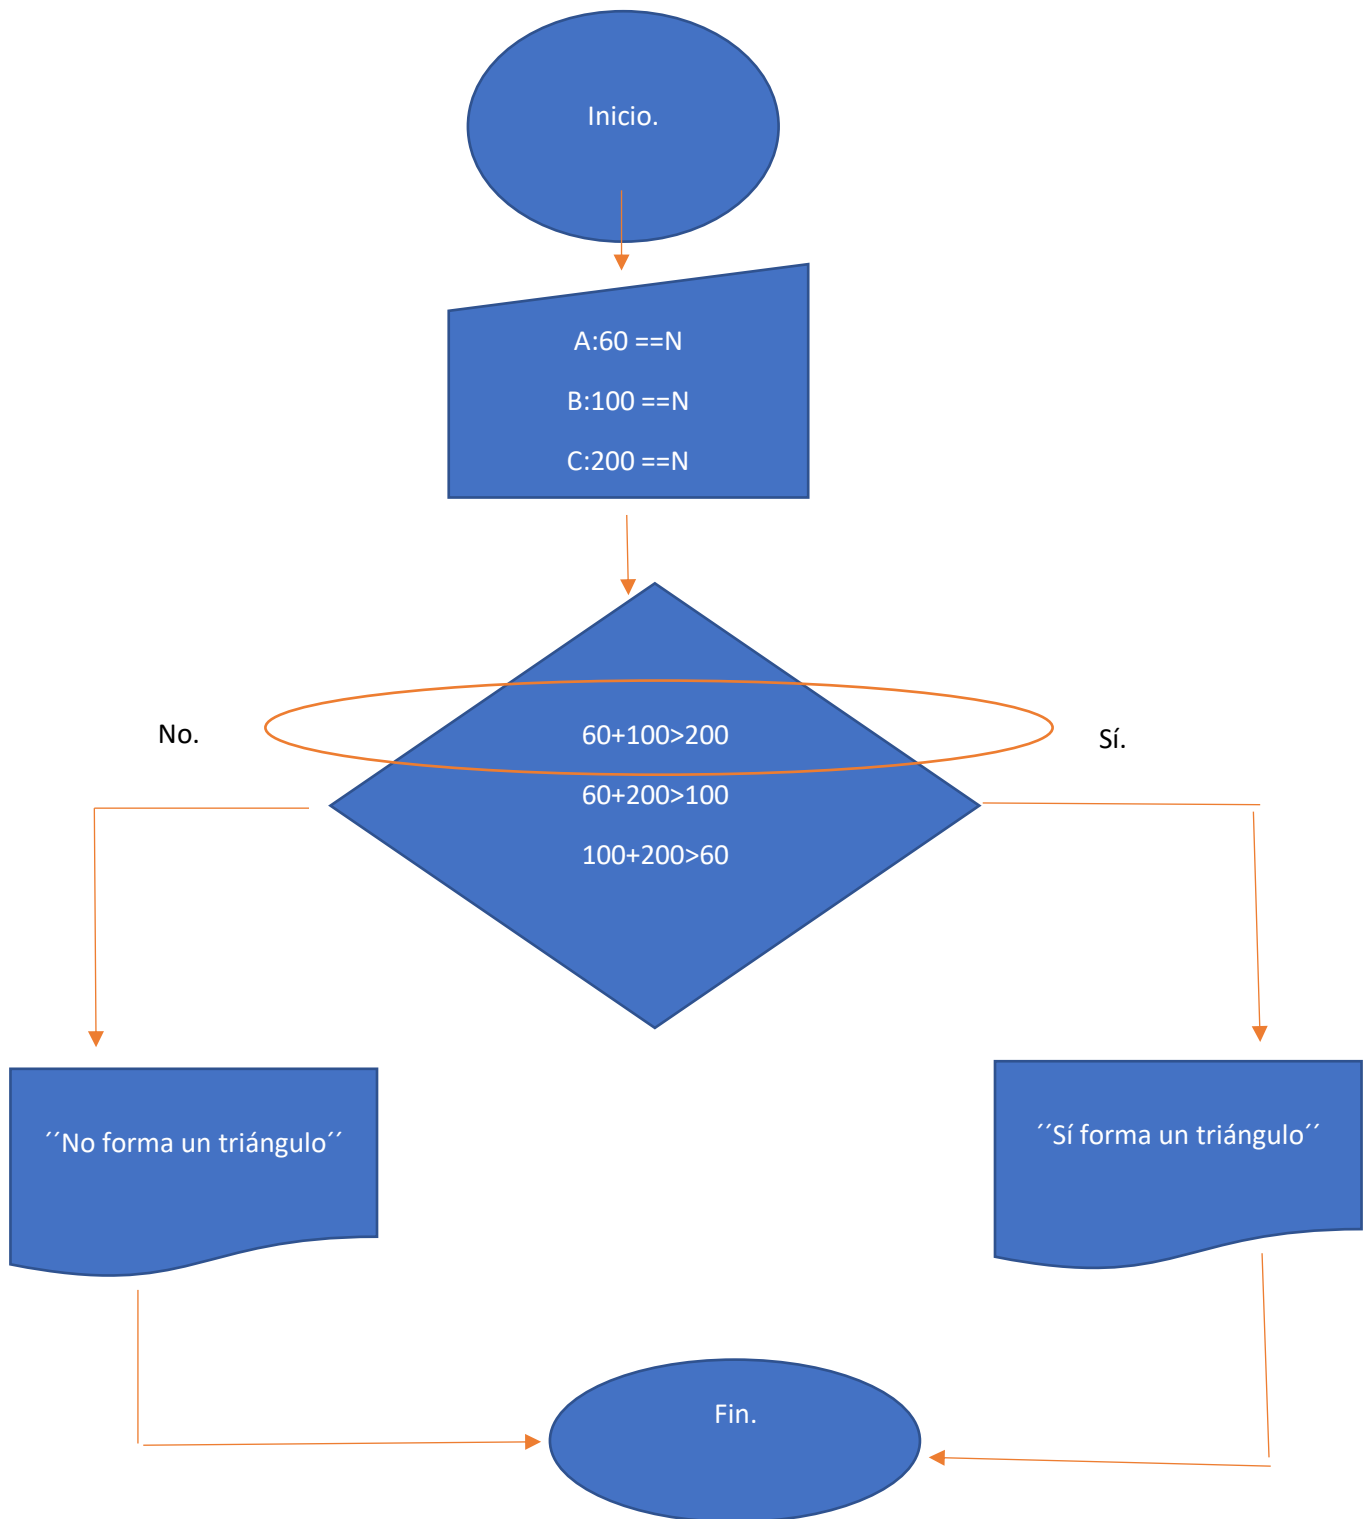 Inicio.
A:60 ==N
B:100 ==N
C:200 ==N
60+100>200
60+200>100
100+200>60
No.
Sí.
´´No forma un triángulo´´
´´Sí forma un triángulo´´
Fin.